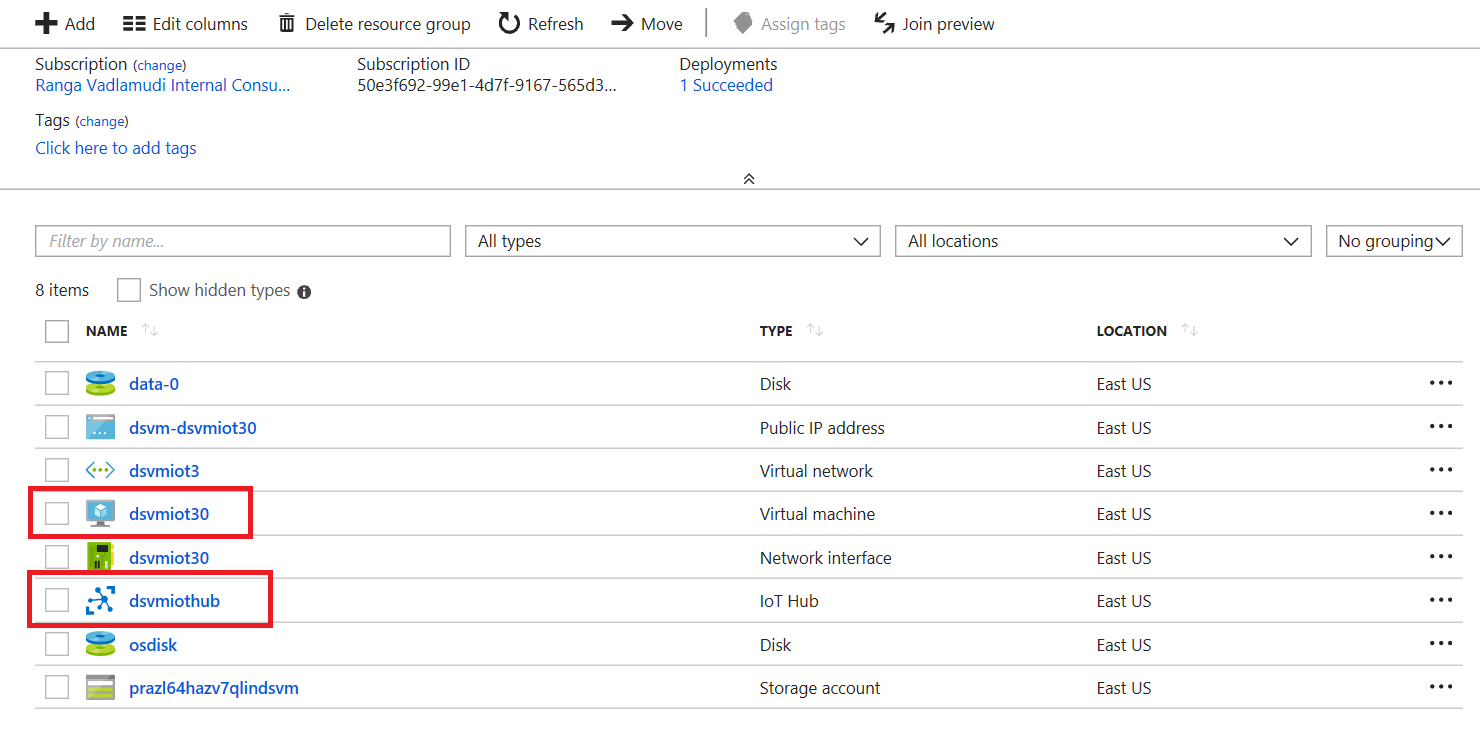 Add Edit columns Delete resource group Refresh Move Assign tags Join preview
Subscription (change) Subscription ID Deployments
Ranga Vadlamudi Internal Consu... 50e3f692-99e1-4d7f-9167-565d3... 1 Succeeded
Tags (change)
Click here to add tags
Filter by name... All types All locations No grouping
8 items Show hidden types
NAME TYPE LOCATION
data-0 Disk East US
dsvm-dsvmiot30 Public IP address East US
dsvmiot3 Virtual network East US
dsvmiot30 Virtual machine East US
dsvmiot30 Network interface East US
dsvmiothub IoT Hub East US
osdisk Disk East US
prazl64hazv7qlindsvm Storage account East US